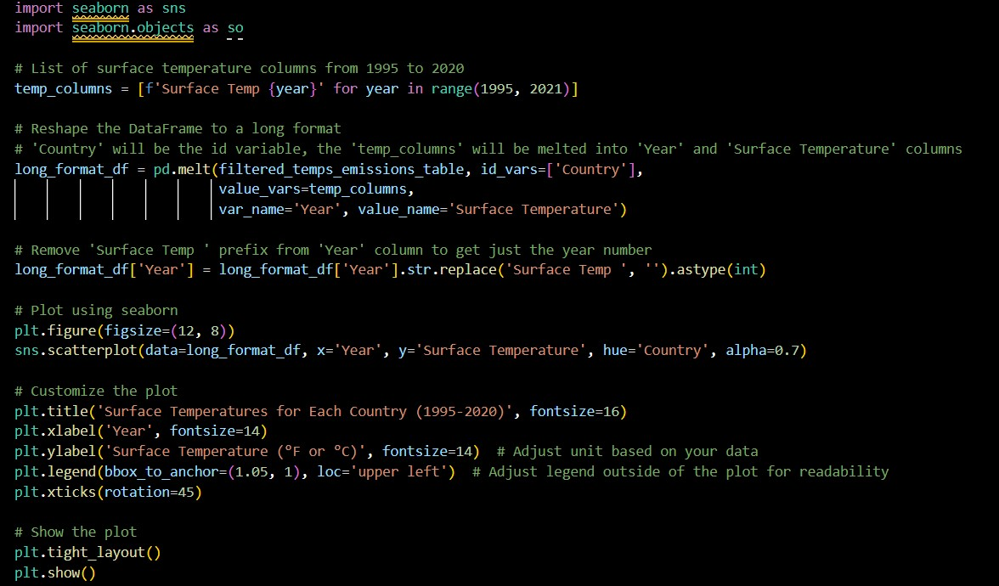 import seaborn as sns
import seaborn.objects as so
# List of surface temperature columns from 1995 to 2020
temp_columns = [f'Surface Temp {year}' for year in range(1995, 2021)]
# Reshape the DataFrame to a long format
# 'Country' will be the id variable, the 'temp_columns' will be melted into 'Year' and 'Surface Temperature' columns
long_format_df = pd.melt(filtered_temps_emissions_table, id_vars=['Country'],
value_vars=temp_columns,
var_name='Year', value_name='Surface Temperature')
# Remove 'Surface Temp ' prefix from 'Year' column to get just the year number
long_format_df['Year'] = long_format_df['Year'].str.replace('Surface Temp ', '').astype(int)
# Plot using seaborn
plt.figure(figsize=(12, 8))
sns.scatterplot(data=long_format_df, x='Year', y='Surface Temperature', hue='Country', alpha=0.7)
# Customize the plot
plt.title('Surface Temperatures for Each Country (1995-2020)', fontsize=16)
plt.xlabel('Year', fontsize=14)
plt.ylabel('Surface Temperature (°F or °C)', fontsize=14)  # Adjust unit based on your data
plt.legend(bbox_to_anchor=(1.05, 1), loc='upper left')  # Adjust legend outside of the plot for readability
plt.xticks(rotation=45)
# Show the plot
plt.tight_layout()
plt.show()